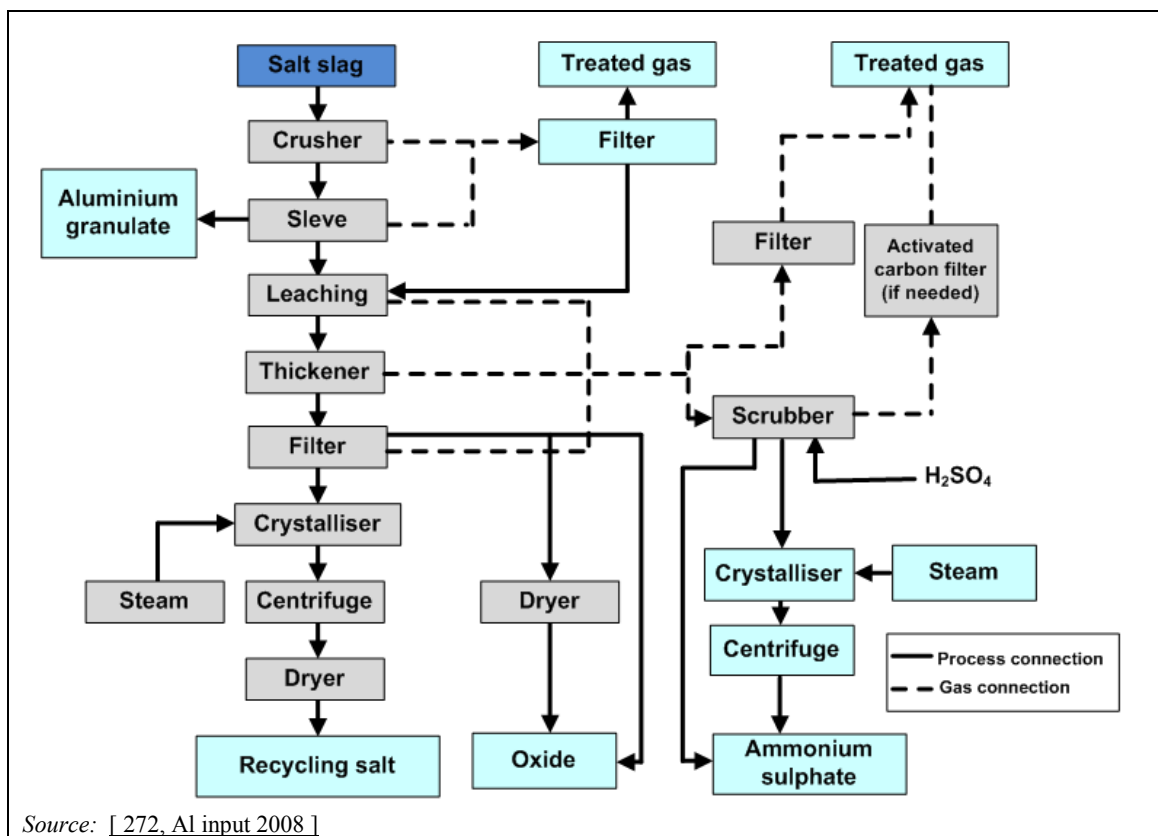 Salt slag
Treated gas
Treated gas
Crusher
Filter
Aluminium
granulate
Sleve
Filter
Activated
carbon filter
(if needed)
Leaching
Thickener
Scrubber
Filter
H₂SO₄
Crystalliser
Crystalliser
Steam
Steam
Centrifuge
Dryer
Centrifuge
Process connection
Gas connection
Dryer
Recycling salt
Oxide
Ammonium
sulphate
Source: [ 272, Al input 2008 ]